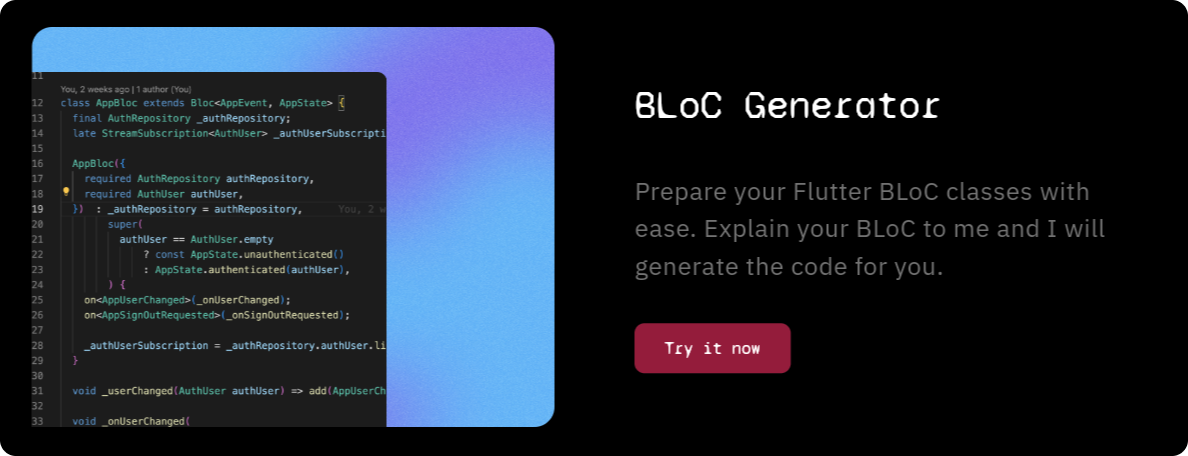 11
You, 2 weeks ago | 1 author (You)
12 class AppBloc extends Bloc<AppEvent, AppState> {
13 final AuthRepository _authRepository;
14 late StreamSubscription<AuthUser> _authUserSubscripti
15
16 AppBloc({
17 required AuthRepository authRepository,
18 required AuthUser authUser,
19 }) : _authRepository = authRepository, You, 2 w
20 super(
21 authUser == AuthUser.empty
22 ? const AppState.unauthenticated()
23 : AppState.authenticated(authUser),
24 ) {
25 on<AppUserChanged>(_onUserChanged);
26 on<AppSignOutRequested>(_onSignOutRequested);
27
28 _authUserSubscription = _authRepository.authUser.li
29 }
30
31 void _userChanged(AuthUser authUser) => add(AppUserCh
32
33 void _onUserChanged(
BLoC Generator
Prepare your Flutter BLoC classes with
ease. Explain your BLoC to me and I will
generate the code for you.
Try it now